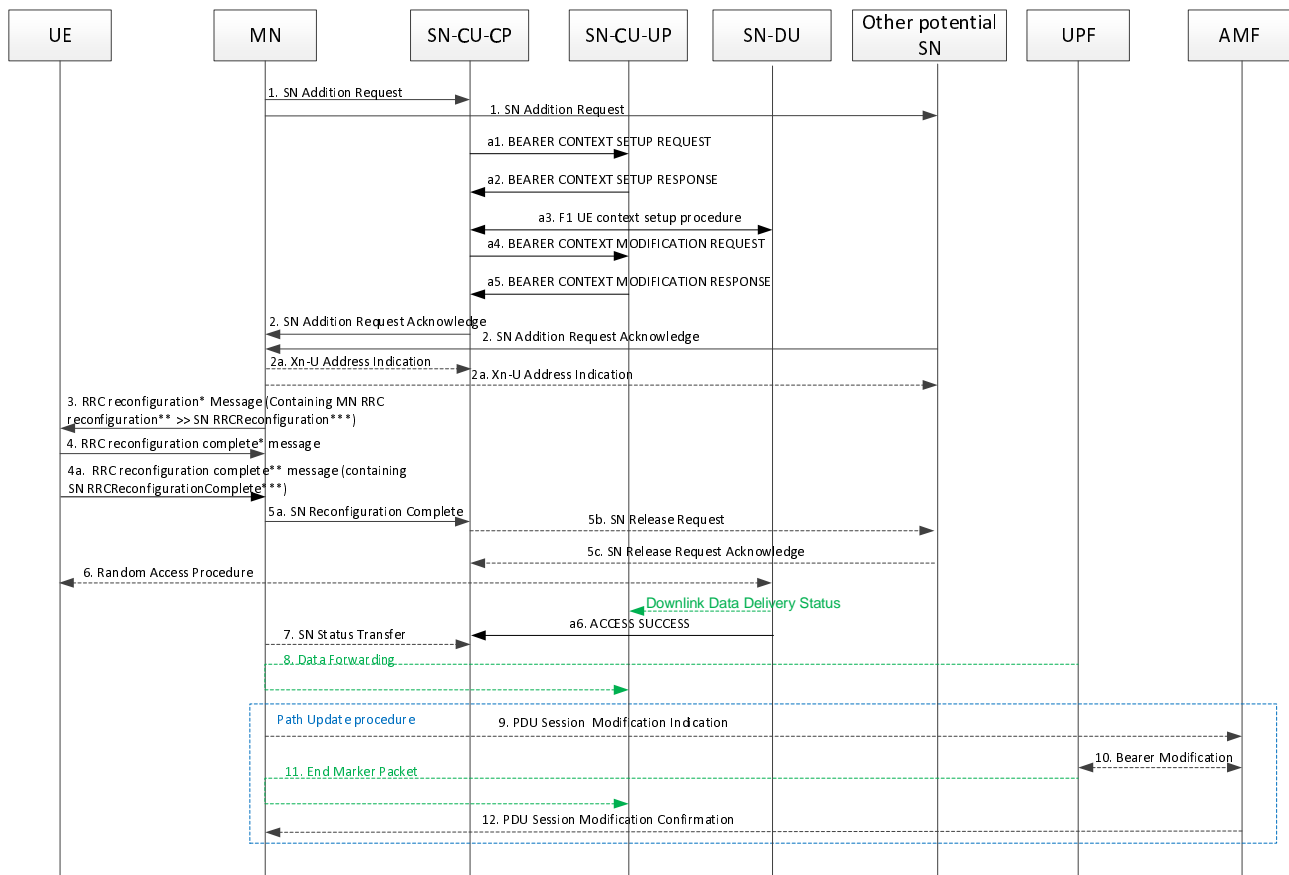 UE
MN
SN-CU-CP
SN-CU-UP
SN-DU
Other potential
SN
UPF
AMF
1. SN Addition Request
1. SN Addition Request
a1. BEARER CONTEXT SETUP REQUEST
a2. BEARER CONTEXT SETUP RESPONSE
a3. F1 UE context setup procedure
a4. BEARER CONTEXT MODIFICATION REQUEST
a5. BEARER CONTEXT MODIFICATION RESPONSE
2. SN Addition Request Acknowledge
2. SN Addition Request Acknowledge
2a. Xn-U Address Indication
2a. Xn-U Address Indication
3. RRC reconfiguration* Message (Containing MN RRC
reconfiguration** >> SN RRCReconfiguration***)
4. RRC reconfiguration complete* message
4a. RRC reconfiguration complete** message (containing
SN RRCReconfigurationComplete***)
5a. SN Reconfiguration Complete
5b. SN Release Request
5c. SN Release Request Acknowledge
6. Random Access Procedure
Downlink Data Delivery Status
a6. ACCESS SUCCESS
7. SN Status Transfer
8. Data Forwarding
Path Update procedure
9. PDU Session Modification Indication
10. Bearer Modification
11. End Marker Packet
12. PDU Session Modification Confirmation